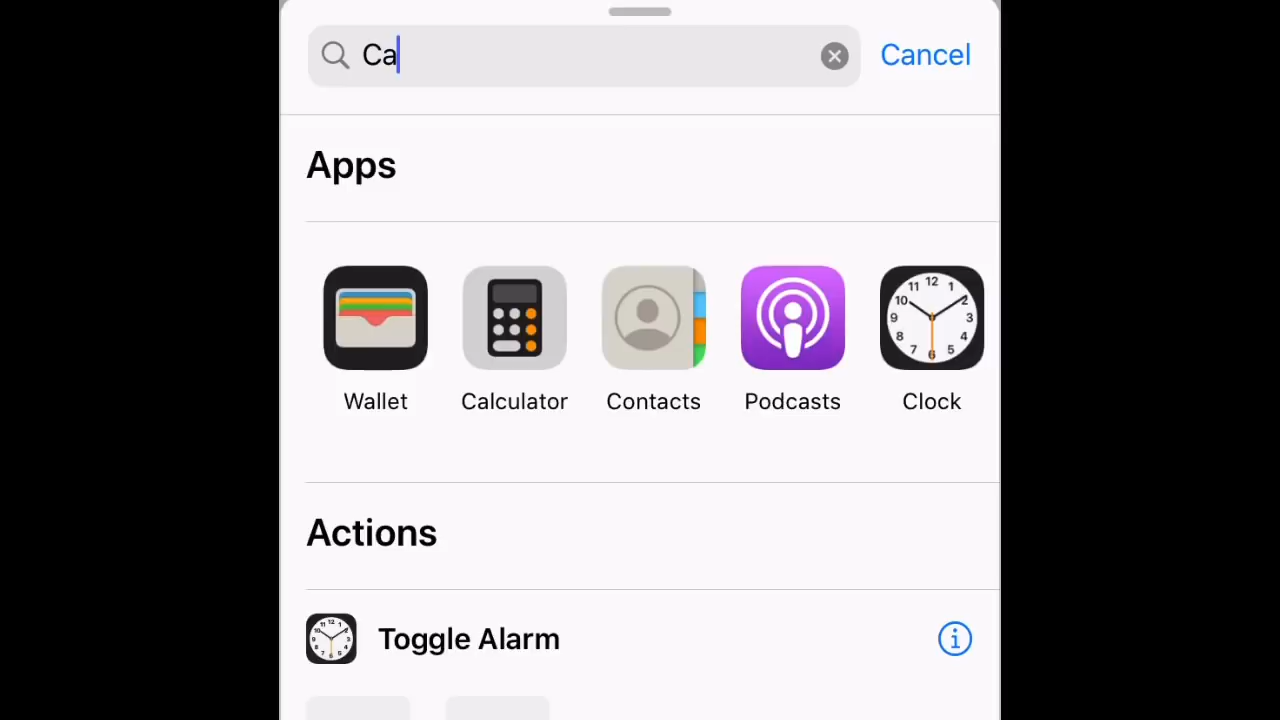 Ca
Cancel
Apps
Wallet
Calculator
Contacts
Podcasts
Clock
Actions
Toggle Alarm